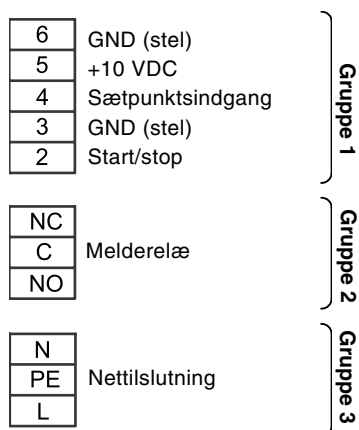 6 GND (stel)
5 +10 VDC
4 Sætpunktsindgang
3 GND (stel)
2 Start/stop
Gruppe 1
NC
C Melderelæ
NO
Gruppe 2
N
PE Nettilslutning
L
Gruppe 3